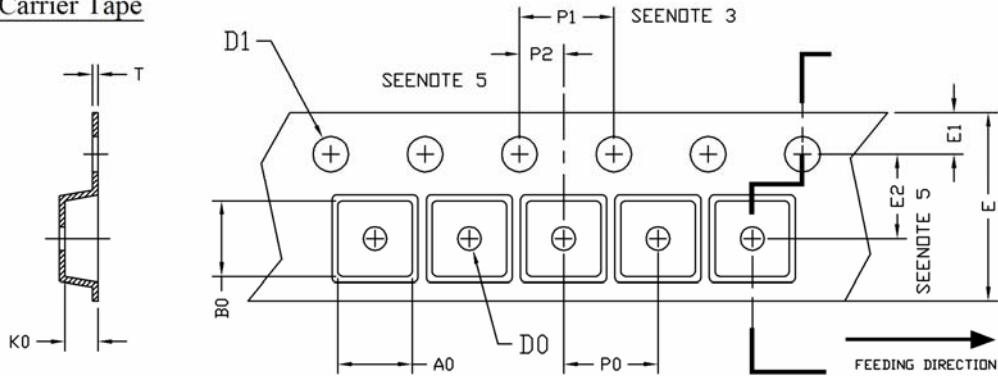 Carrier Tape
P1
SEENOTE 3
D1
P2
T
SEENOTE 5
E1
E2
E
SEENOTE 5
B0
K0
A0
D0
P0
FEEDING DIRECTION